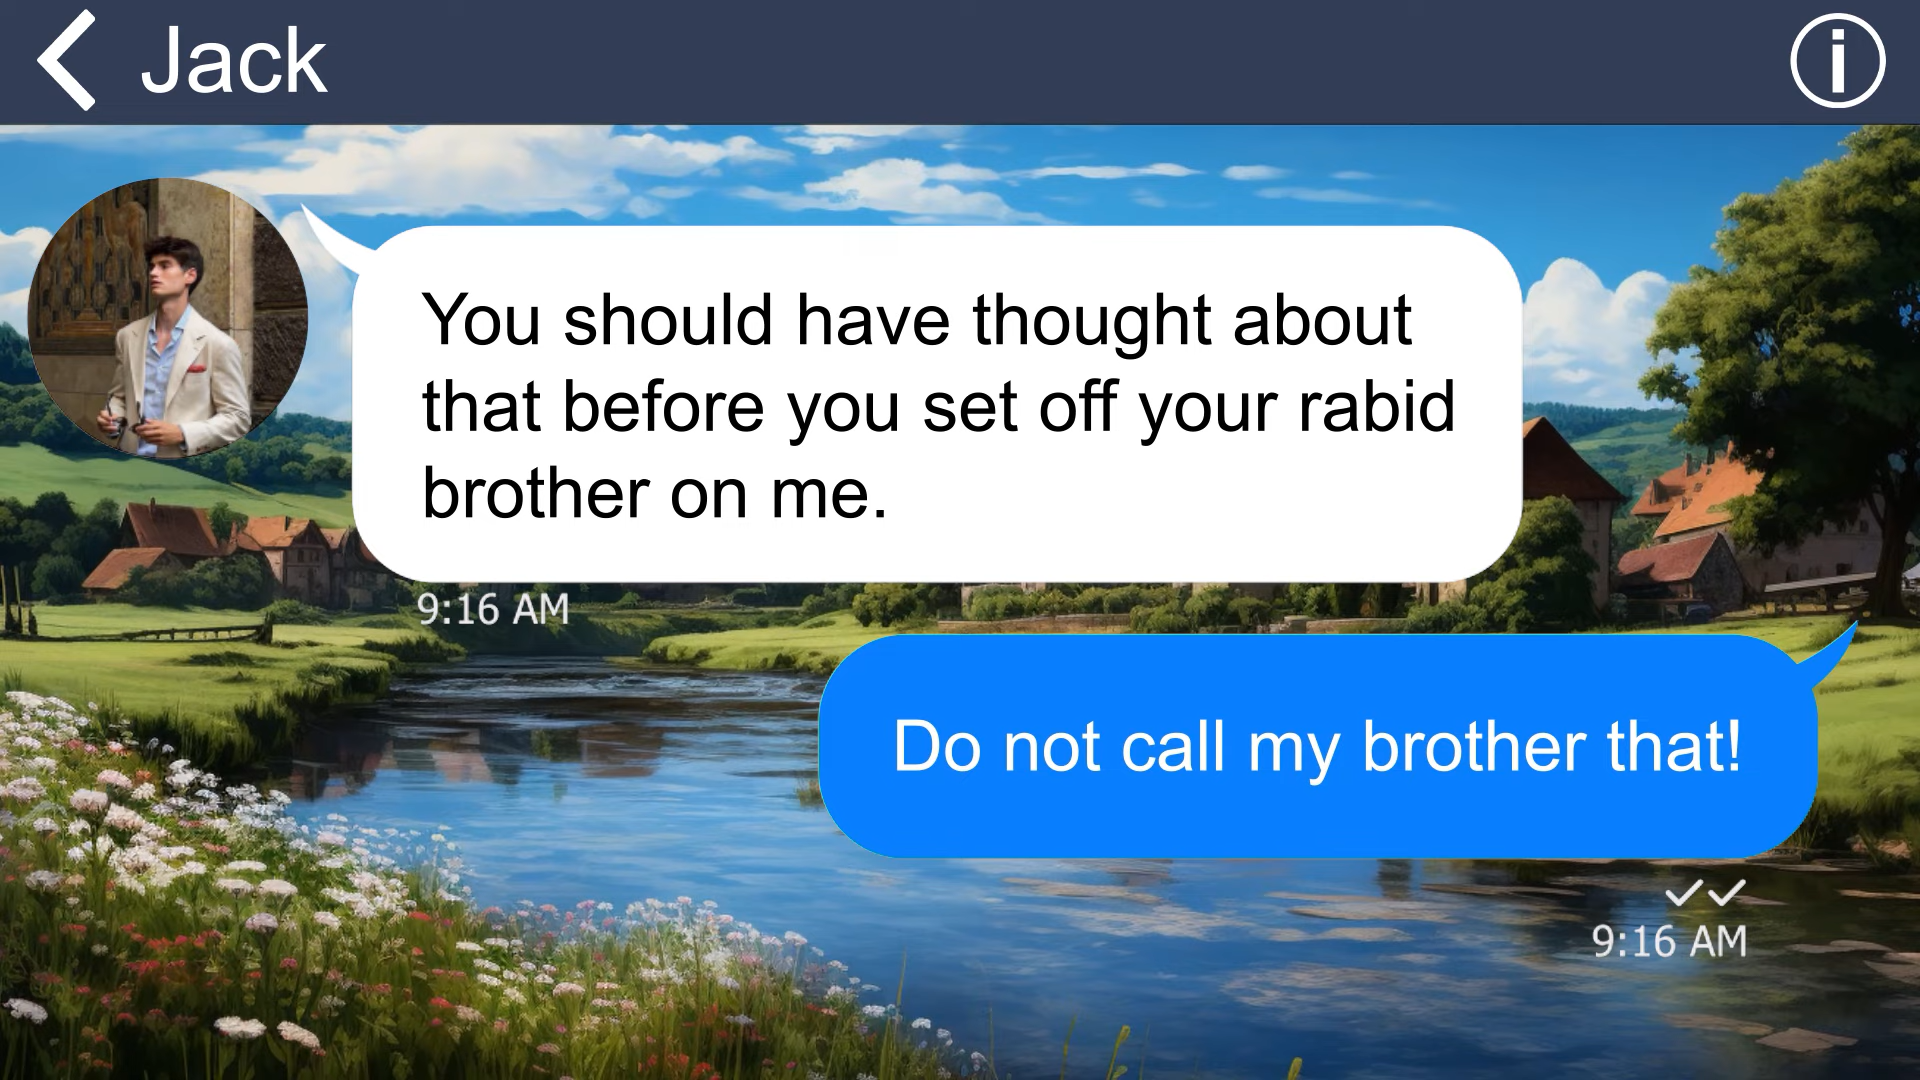 Jack
You should have thought about
that before you set off your rabid
brother on me.
9:16 AM
Do not call my brother that!
9:16 AM